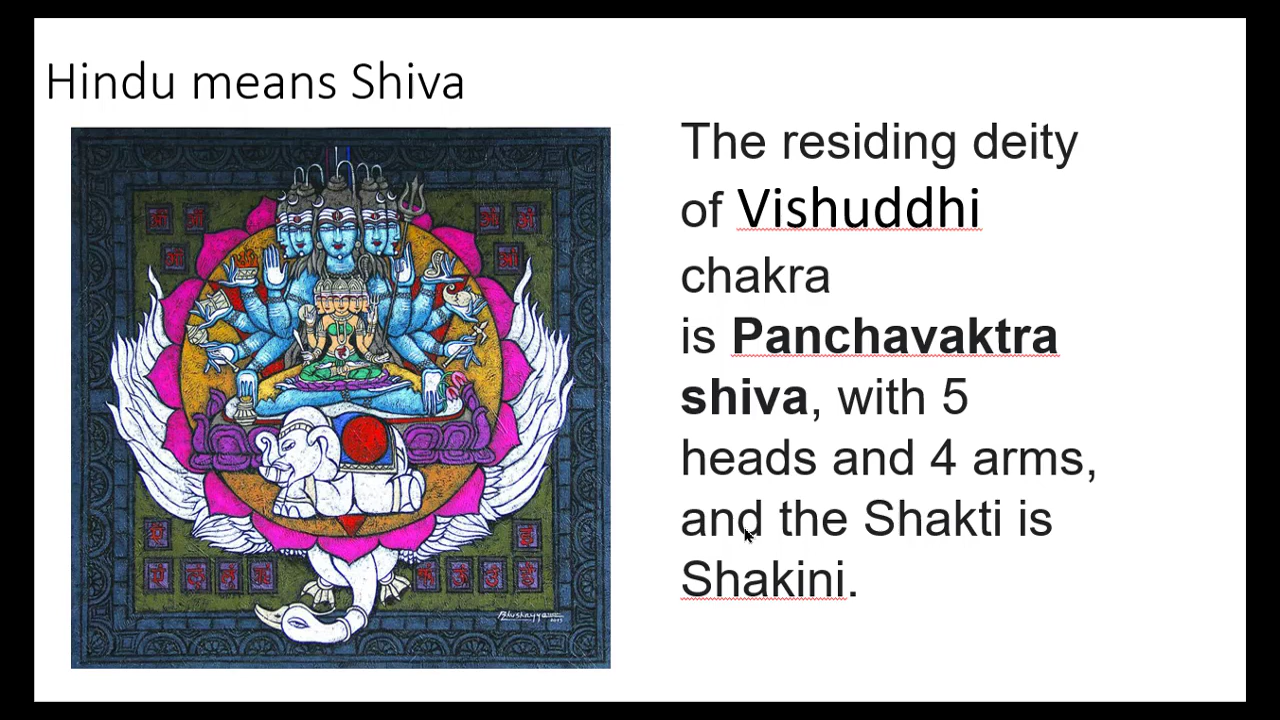 Hindu means Shiva
The residing deity
of Vishuddhi
chakra
is Panchavaktra
shiva, with 5
heads and 4 arms,
and the Shakti is
Shakini.